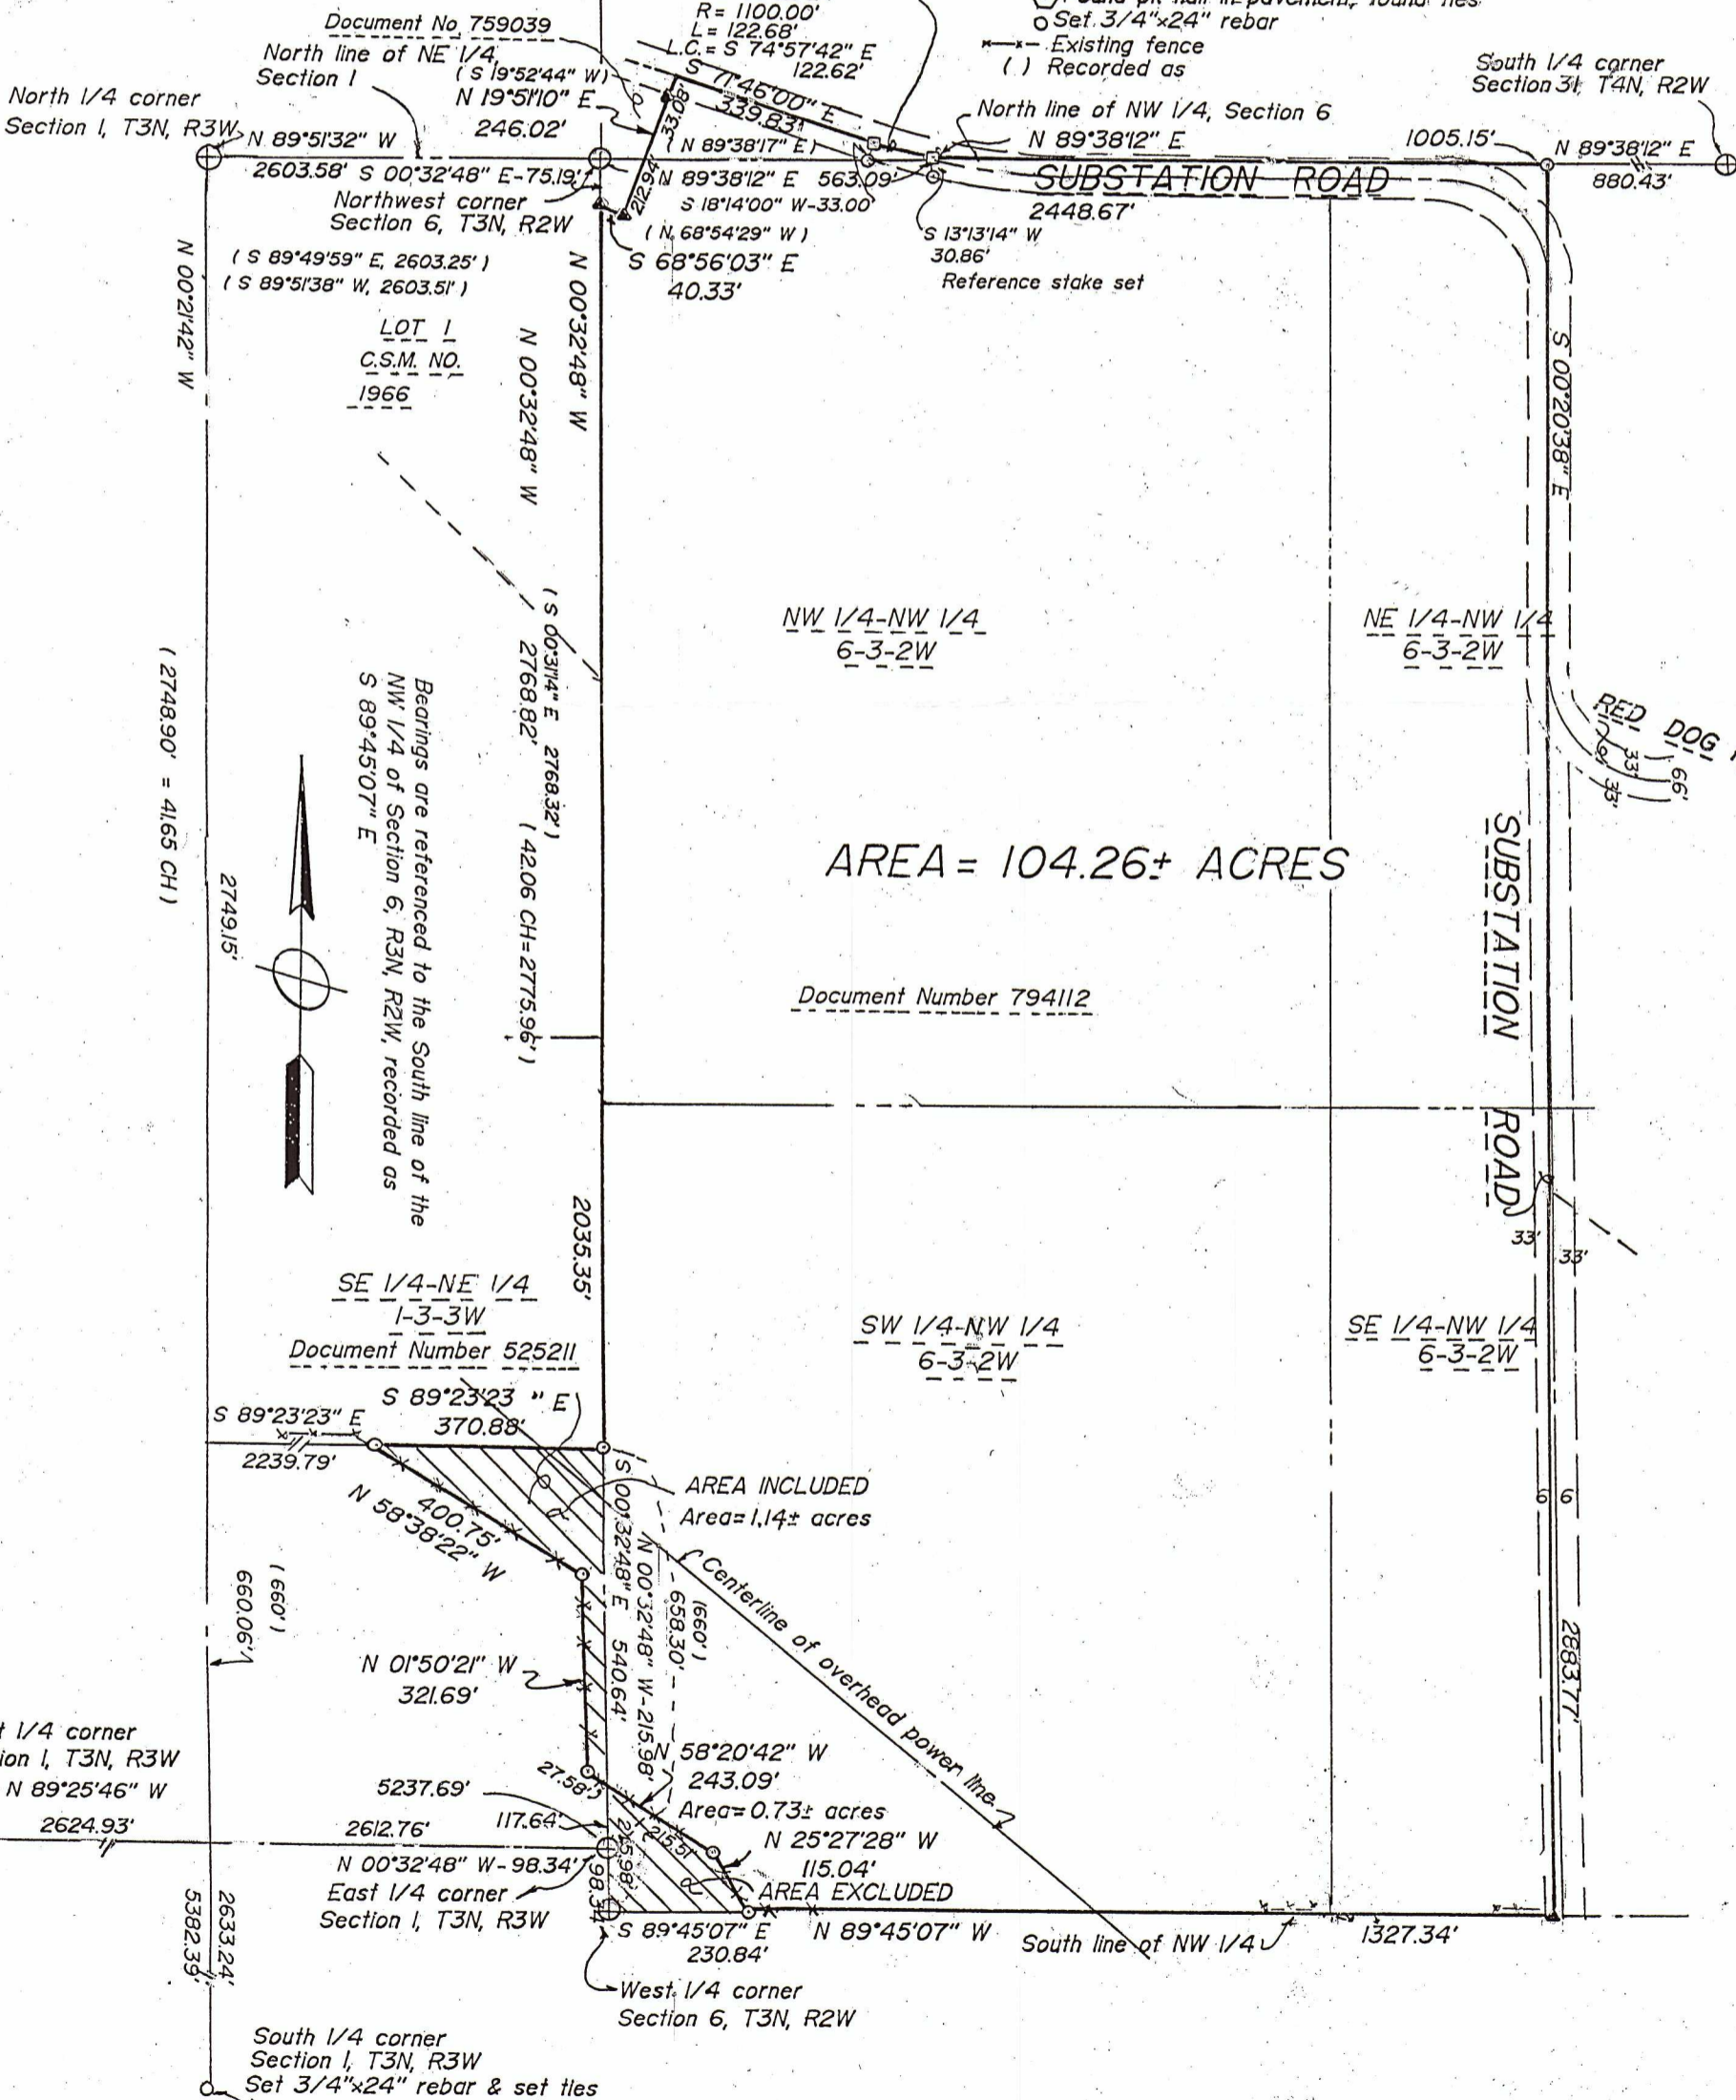 R= 1100.00'
L= 122.68'
L.C.= S 74°57'42" E
122.62'
Set 3/4"x24" rebar
Existing fence
( ) Recorded as
Document No. 759039
North line of NE 1/4,
Section 1
( S 19°52'44" W)
N 19°51'10" E
246.02'
33.08'
212.94'
S 71°46'00" E
339.83'
North line of NW 1/4, Section 6
N 89°38'12" E
South 1/4 corner
Section 31, T4N, R2W
1005.15'
N 89°38'12" E
880.43'
North 1/4 corner
Section 1, T3N, R3W
N 89°51'32" W
2603.58'
S 00°32'48" E-75.19'
( N 89°38'17" E)
N 89°38'12" E 563.09'
S 18°14'00" W-33.00'
SUBSTATION ROAD
2448.67'
Northwest corner
Section 6, T3N, R2W
( N 68°54'29" W )
S 68°56'03" E
40.33'
S 13°13'14" W
30.86'
Reference stake set
( S 89°49'59" E, 2603.25' )
( S 89°51'38" W, 2603.51' )
LOT 1
C.S.M. NO.
1966
N 00°21'42" W
N 00°32'48" W
N 00°32'48" W
S 00°20'38" E
( S 00°31'14" E 2768.32' )
2768.82' ( 42.06 CH=2775.96' )
( 2748.90' = 41.65 CH )
2749.15'
Bearings are referenced to the South line of the
NW 1/4 of Section 6, R3N, R2W, recorded as
S 89°45'07" E
NW 1/4-NW 1/4
6-3-2W
NE 1/4-NW 1/4
6-3-2W
RED DOG
33'
33'
66'
AREA= 104.26± ACRES
Document Number 794112
SUBSTATION ROAD
33'
33'
2035.35'
SE 1/4-NE 1/4
1-3-3W
Document Number 525211
SW 1/4-NW 1/4
6-3-2W
SE 1/4-NW 1/4
6-3-2W
S 89°23'23 " E
370.88'
S 89°23'23" E
2239.79'
400.75'
N 58°38'22" W
AREA INCLUDED
Area=1.14± acres
S 00°32'48" E 540.64'
N 00°32'48" W-215.98'
658.30'
(660')
Centerline of overhead power line
6 6
2883.77'
( 660' )
660.06'
N 01°50'21" W
321.69'
1/4 corner
ion 1, T3N, R3W
N 89°25'46" W
2624.93'
N 58°20'42" W
243.09'
27.58'
215.51'
Area=0.73± acres
5237.69'
117.64'
2612.76'
N 25°27'28" W
115.04'
N 00°32'48" W-98.34'
98.34'
East 1/4 corner
Section 1, T3N, R3W
AREA EXCLUDED
S 89°45'07" E
230.84'
N 89°45'07" W
South line of NW 1/4
1327.34'
2633.24'
5382.39'
West 1/4 corner
Section 6, T3N, R2W
South 1/4 corner
Section 1, T3N, R3W
Set 3/4"x24" rebar & set ties